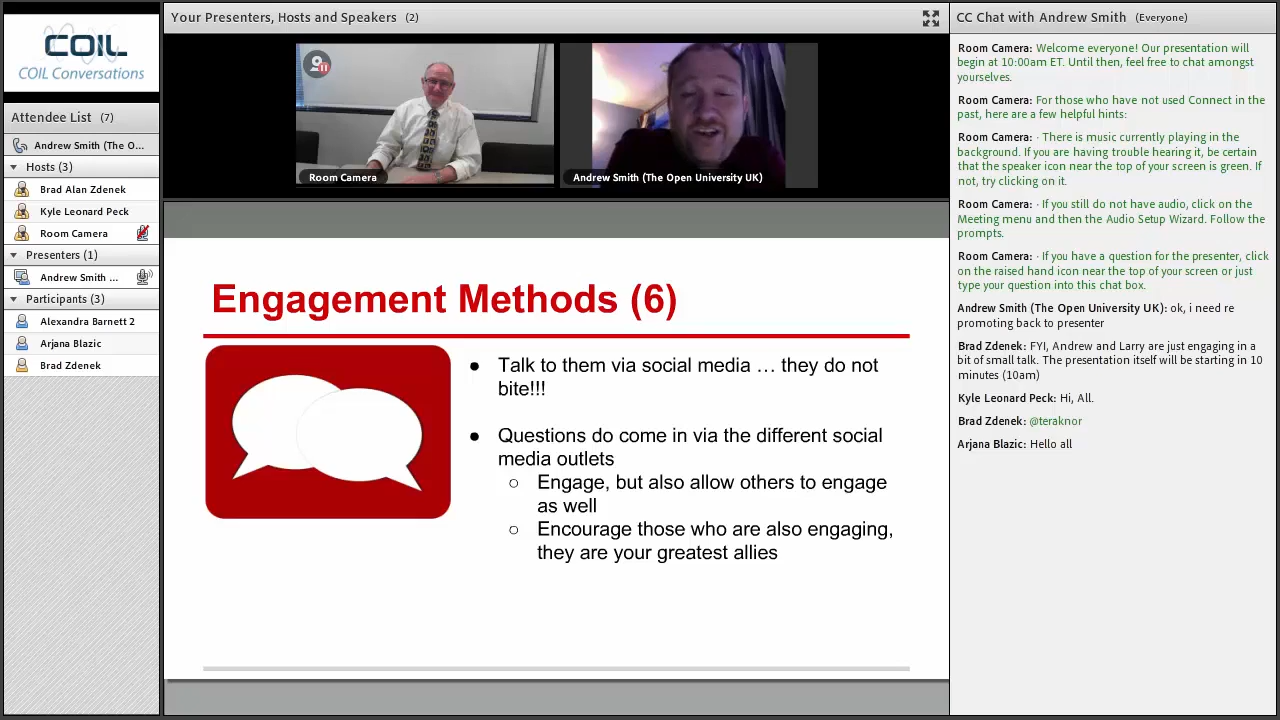 COIL
COIL Conversations
Attendee List (7)
Andrew Smith (The O...
Hosts (3)
Brad Alan Zdenek
Kyle Leonard Peck
Room Camera
Presenters (1)
Andrew Smith ...
Participants (3)
Alexandra Barnett 2
Arjana Blazic
Brad Zdenek
Your Presenters, Hosts and Speakers (2)
Room Camera
Andrew Smith (The Open University UK)
Engagement Methods (6)
● Talk to them via social media … they do not
bite!!!
● Questions do come in via the different social
media outlets
○ Engage, but also allow others to engage
as well
○ Encourage those who are also engaging,
they are your greatest allies
CC Chat with Andrew Smith (Everyone)
Room Camera: Welcome everyone! Our presentation will
begin at 10:00am ET. Until then, feel free to chat amongst
yourselves.
Room Camera: For those who have not used Connect in the
past, here are a few helpful hints:
Room Camera: · There is music currently playing in the
background. If you are having trouble hearing it, be certain
that the speaker icon near the top of your screen is green. If
not, try clicking on it.
Room Camera: · If you still do not have audio, click on the
Meeting menu and then the Audio Setup Wizard. Follow the
prompts.
Room Camera: · If you have a question for the presenter, click
on the raised hand icon near the top of your screen or just
type your question into this chat box.
Andrew Smith (The Open University UK): ok, i need re
promoting back to presenter
Brad Zdenek: FYI, Andrew and Larry are just engaging in a
bit of small talk. The presentation itself will be starting in 10
minutes (10am)
Kyle Leonard Peck: Hi, All.
Brad Zdenek: @teraknor
Arjana Blazic: Hello all